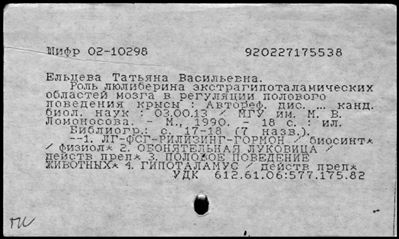 Шифр 02-10298 920227175538
Ельцева Татьяна Васильевна.
Роль люлиберина экстрагипоталамических
областей мозга в регуляции полового
поведения крысы : Автореф. дис. ... канд.
биол. наук : 03.00.13 / МГУ им. М. В.
Ломоносова. - М., 1990. - 18 с. : ил.
Библиогр.: с. 17-18 (7 назв.).
--1. ЛГ-ФСГ-РИЛИЗИНГ-ГОРМОН / биосинт*
/ физиол* 2. ОБОНЯТЕЛЬНАЯ ЛУКОВИЦА /
действ преп* 3. ПОЛОВОЕ ПОВЕДЕНИЕ
ЖИВОТНЫХ* 4. ГИПОТАЛАМУС / действ преп*
УДК 612.61.06:577.175.82